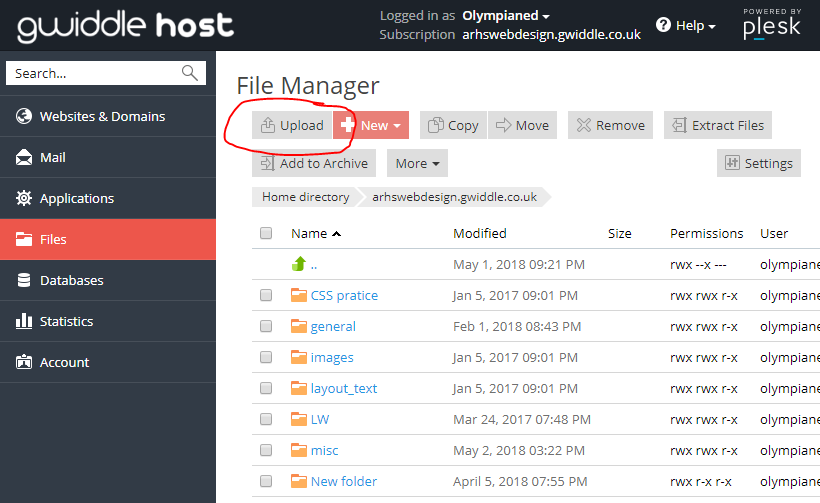 gwiddle host
Logged in as Olympianed
Subscription arhswebdesign.gwiddle.co.uk
Help
POWERED BY
plesk
Search...
Websites & Domains
Mail
Applications
Files
Databases
Statistics
Account
File Manager
Upload New Copy Move Remove Extract Files
Add to Archive More Settings
Home directory arhswebdesign.gwiddle.co.uk
Name Modified Size Permissions User
.. May 1, 2018 09:21 PM rwx --x --- olympiane
CSS pratice Jan 5, 2017 09:01 PM rwx rwx r-x olympiane
general Feb 1, 2018 08:43 PM rwx rwx r-x olympiane
images Jan 5, 2017 09:01 PM rwx rwx r-x olympiane
layout_text Jan 5, 2017 09:01 PM rwx rwx r-x olympiane
LW Mar 24, 2017 07:48 PM rwx rwx r-x olympiane
misc May 2, 2018 03:22 PM rwx rwx r-x olympiane
New folder April 5, 2018 07:55 PM rwx r-x r-x olympiane